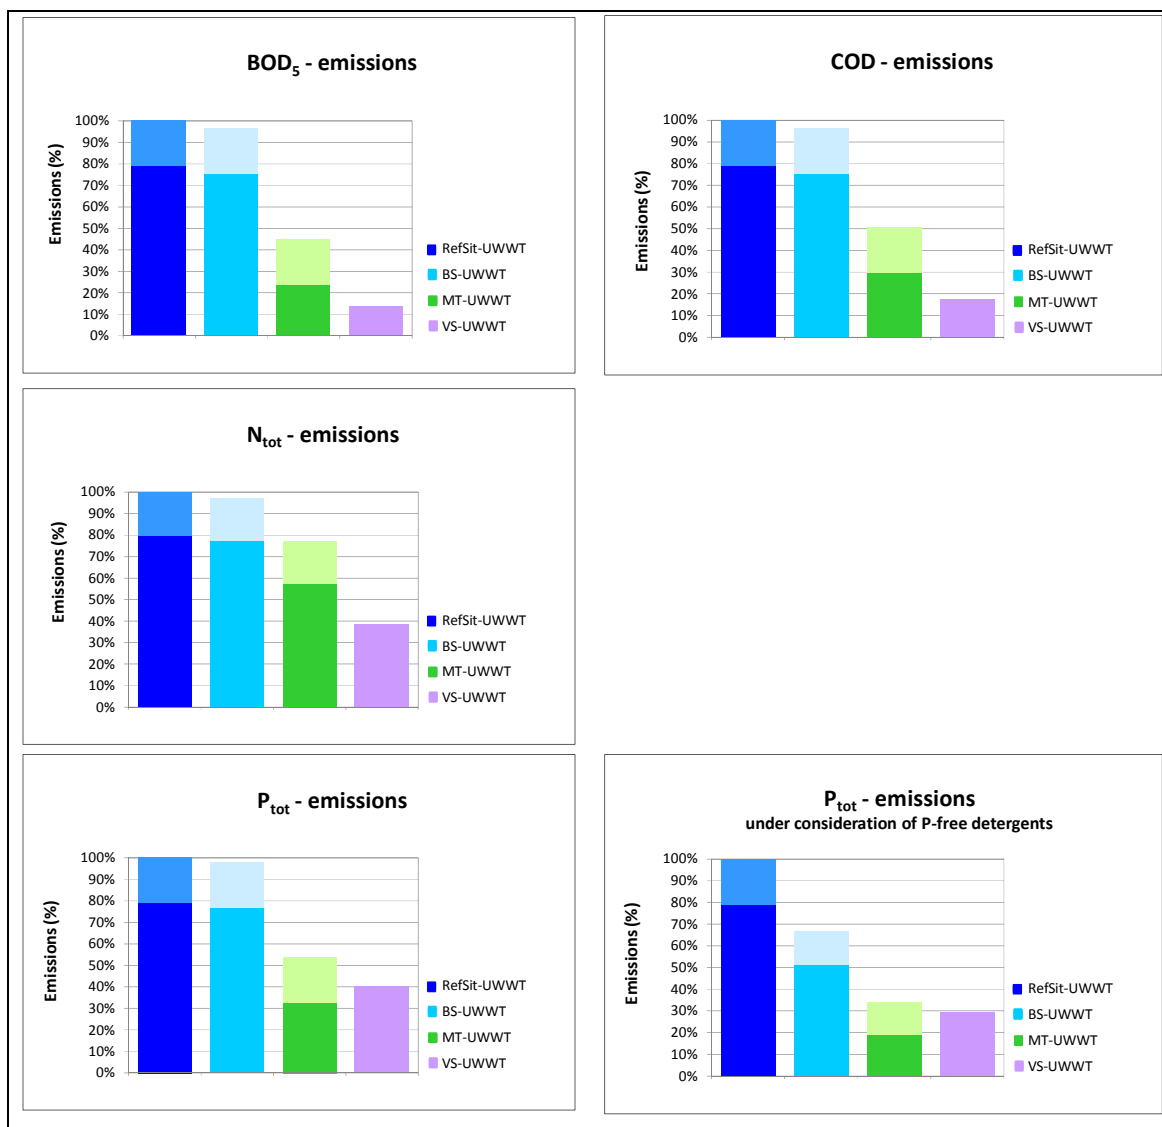 BOD5 - emissions
Emissions (%)
100%
90%
80%
70%
60%
50%
40%
30%
20%
10%
0%
RefSit-UWWT
BS-UWWT
MT-UWWT
VS-UWWT
COD - emissions
Emissions (%)
100%
90%
80%
70%
60%
50%
40%
30%
20%
10%
0%
RefSit-UWWT
BS-UWWT
MT-UWWT
VS-UWWT
Ntot - emissions
Emissions (%)
100%
90%
80%
70%
60%
50%
40%
30%
20%
10%
0%
RefSit-UWWT
BS-UWWT
MT-UWWT
VS-UWWT
Ptot - emissions
Emissions (%)
100%
90%
80%
70%
60%
50%
40%
30%
20%
10%
0%
RefSit-UWWT
BS-UWWT
MT-UWWT
VS-UWWT
Ptot - emissions
under consideration of P-free detergents
Emissions (%)
100%
90%
80%
70%
60%
50%
40%
30%
20%
10%
0%
RefSit-UWWT
BS-UWWT
MT-UWWT
VS-UWWT